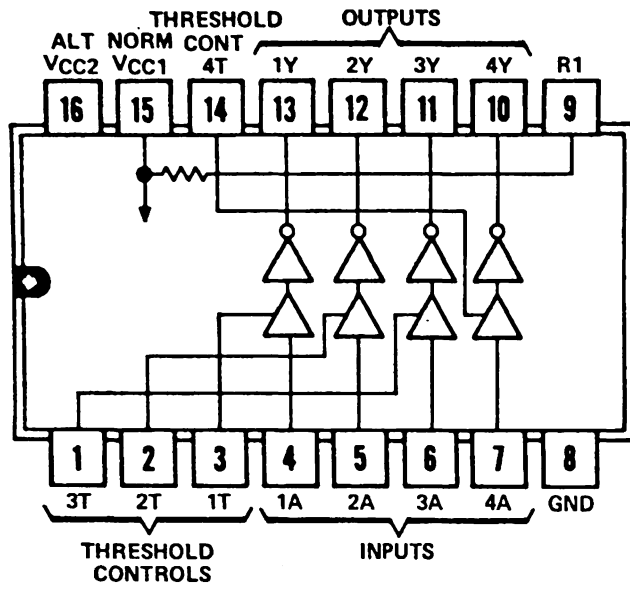 THRESHOLD OUTPUTS
ALT NORM CONT
VCC2 VCC1 4T 1Y 2Y 3Y 4Y R1
16 15 14 13 12 11 10 9
1 2 3 4 5 6 7 8
3T 2T 1T 1A 2A 3A 4A GND
THRESHOLD INPUTS
CONTROLS